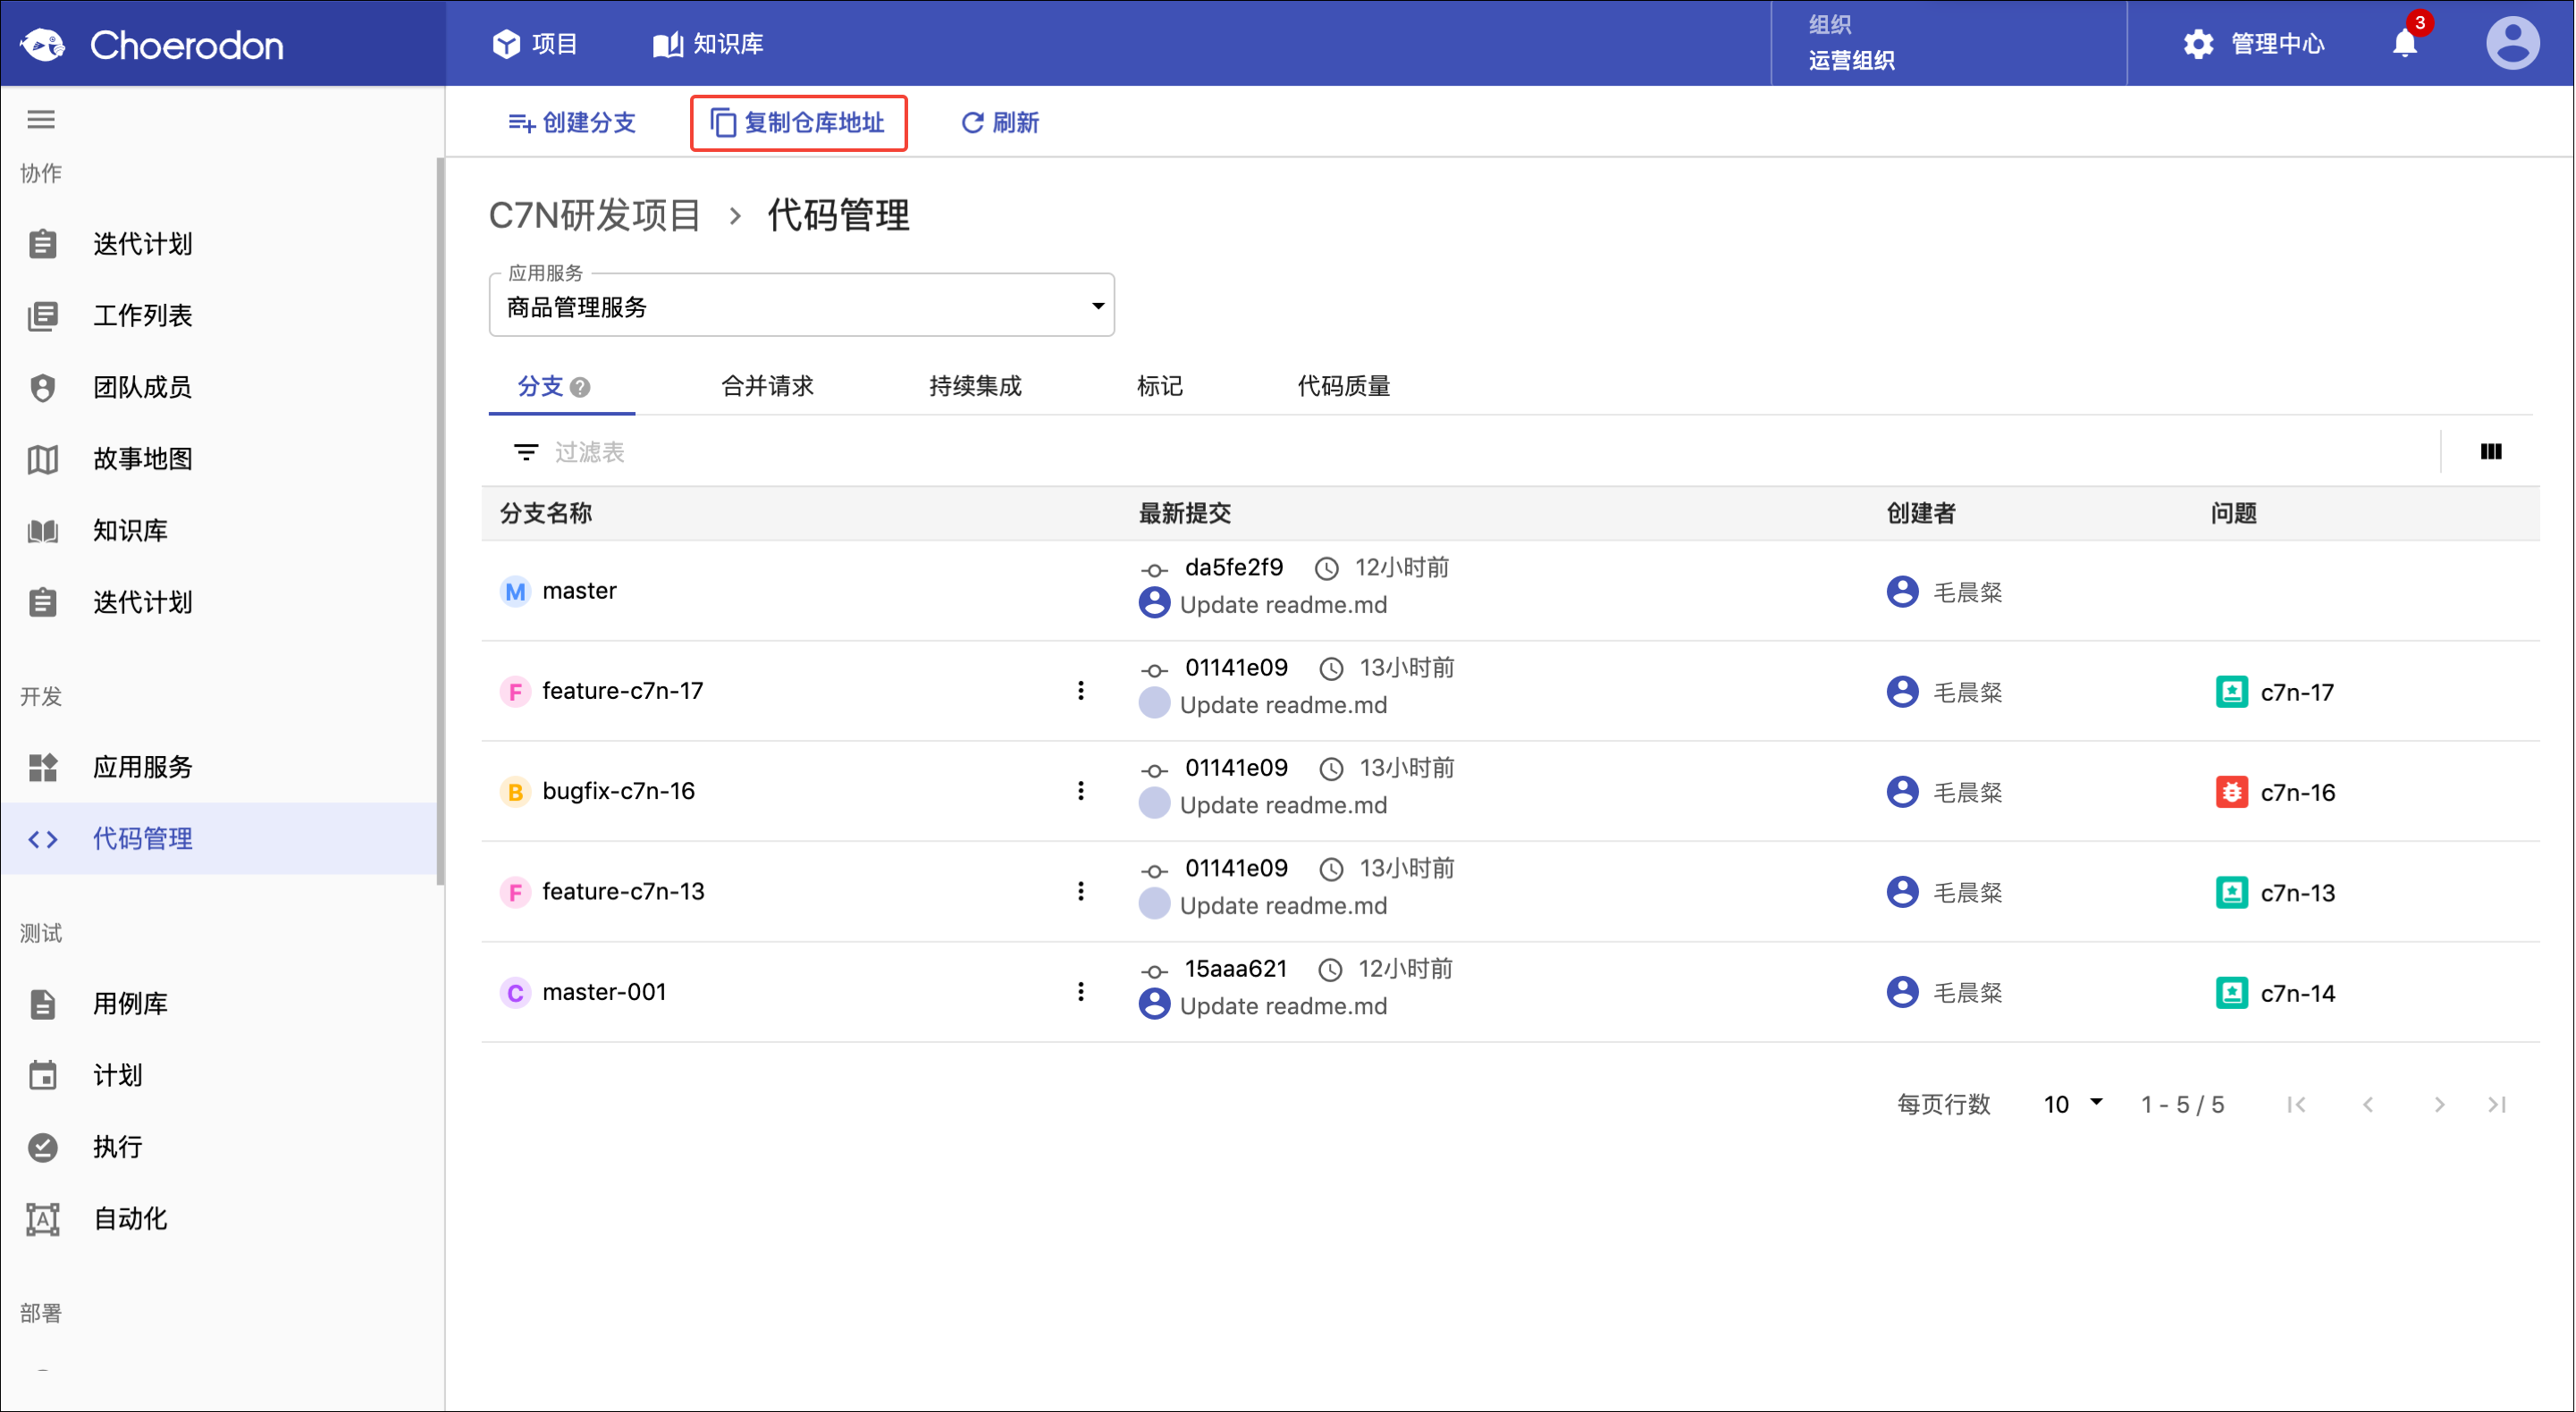 Choerodon
项目
知识库
组织
运营组织
管理中心
3
协作
迭代计划
工作列表
团队成员
故事地图
知识库
迭代计划
开发
应用服务
代码管理
测试
用例库
计划
执行
自动化
部署
创建分支
复制仓库地址
刷新
C7N研发项目 › 代码管理
应用服务
商品管理服务
分支 ?
合并请求
持续集成
标记
代码质量
过滤表
分支名称 最新提交 创建者 问题
M master
da5fe2f9 12小时前
Update readme.md
毛晨粲
F feature-c7n-17
01141e09 13小时前
Update readme.md
毛晨粲
c7n-17
B bugfix-c7n-16
01141e09 13小时前
Update readme.md
毛晨粲
c7n-16
F feature-c7n-13
01141e09 13小时前
Update readme.md
毛晨粲
c7n-13
C master-001
15aaa621 12小时前
Update readme.md
毛晨粲
c7n-14
每页行数 10 1 - 5 / 5